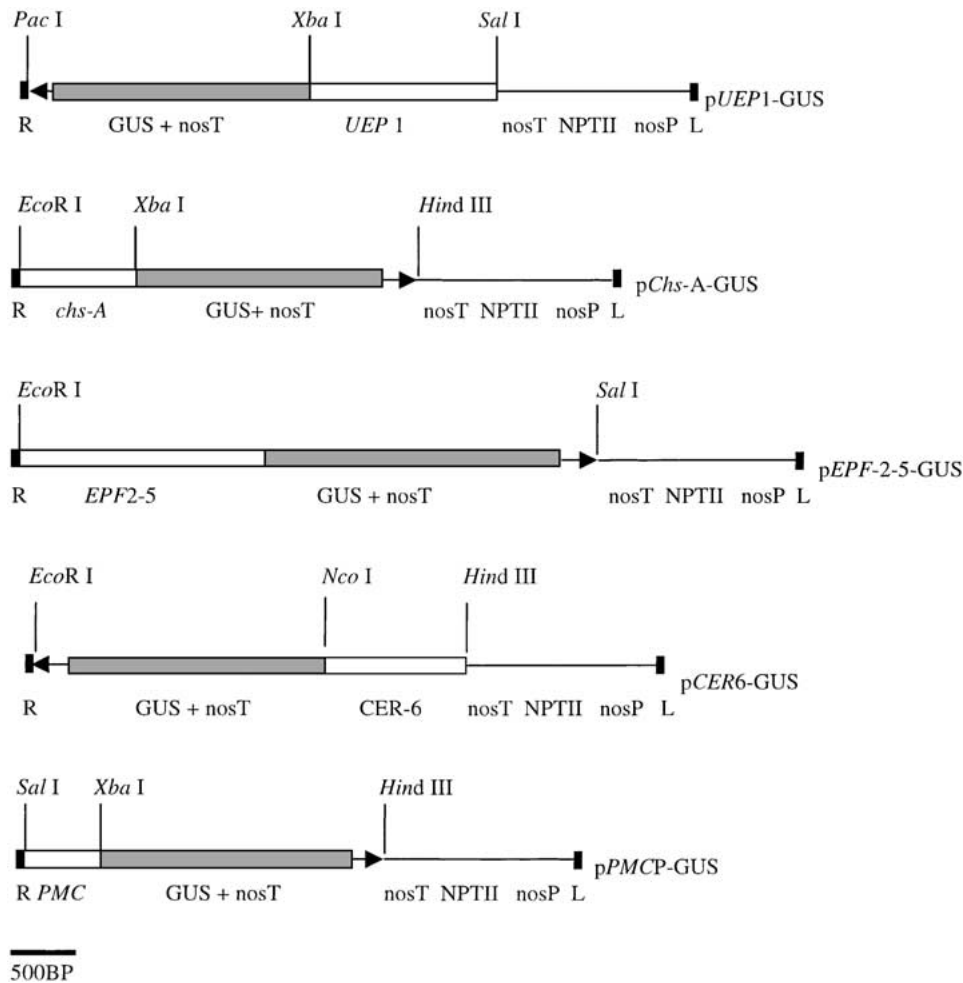 Pac I Xba I Sal I
pUEP1-GUS
R GUS + nosT UEP 1 nosT NPTII nosP L
EcoR I Xba I Hind III
pChs-A-GUS
R chs-A GUS+ nosT nosT NPTII nosP L
EcoR I Sal I
pEPF-2-5-GUS
R EPF2-5 GUS + nosT nosT NPTII nosP L
EcoR I Nco I Hind III
pCER6-GUS
R GUS + nosT CER-6 nosT NPTII nosP L
Sal I Xba I Hind III
pPMCP-GUS
R PMC GUS + nosT nosT NPTII nosP L
500BP